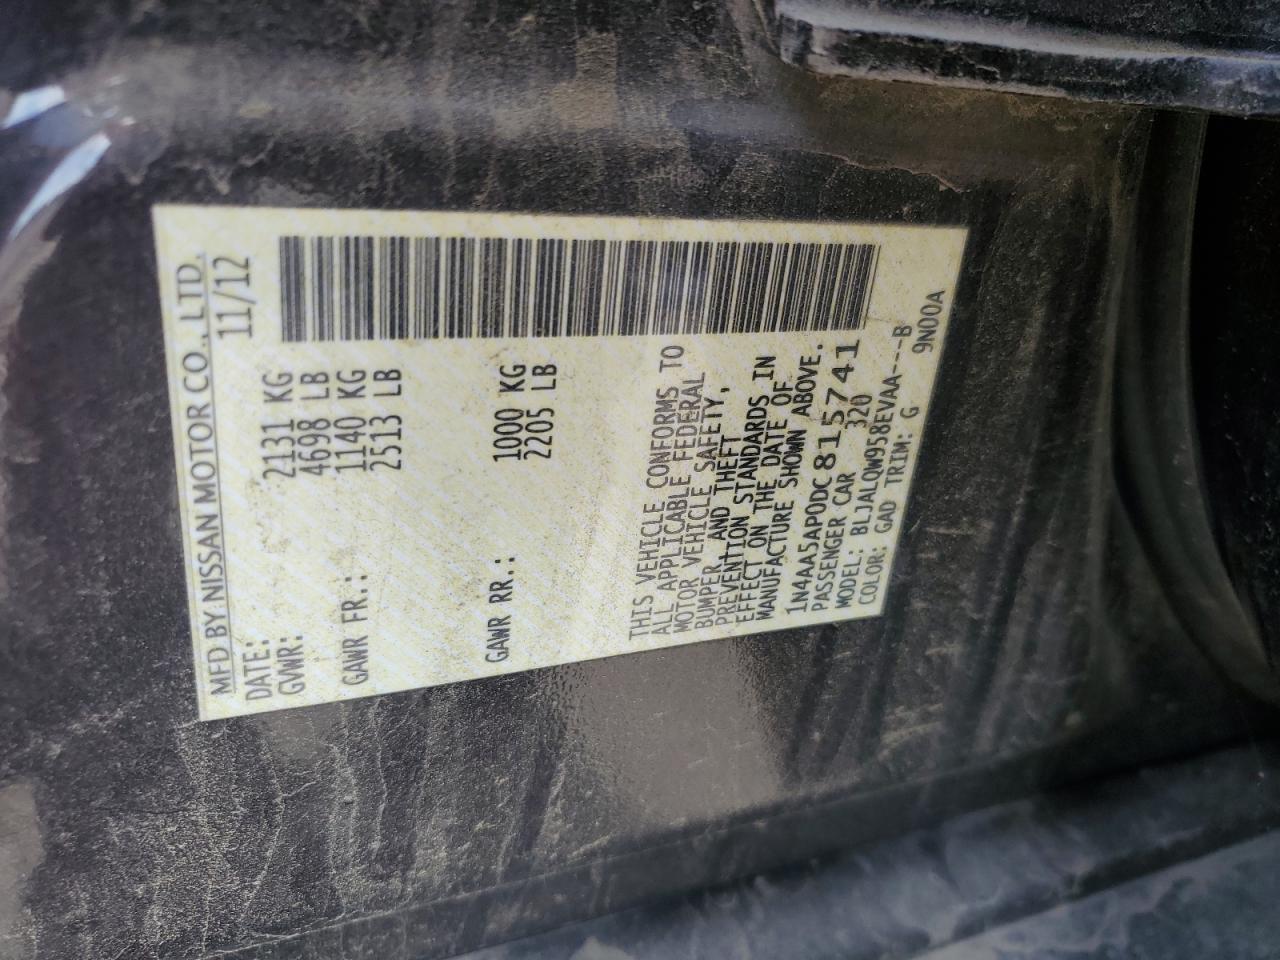 MFD BY NISSAN MOTOR CO., LTD.
DATE: 11/12
GVWR: 2131 KG
4698 LB
GAWR FR.: 1140 KG
2513 LB
GAWR RR.: 1000 KG
2205 LB
THIS VEHICLE CONFORMS TO
ALL APPLICABLE FEDERAL
MOTOR VEHICLE SAFETY,
BUMPER, AND THEFT
PREVENTION STANDARDS IN
EFFECT ON THE DATE OF
MANUFACTURE SHOWN ABOVE.
1N4AA5AP0DC815741
PASSENGER CAR 320
MODEL: BLJALQW958EVAA---B
COLOR: GAD TRIM: G 9N00A